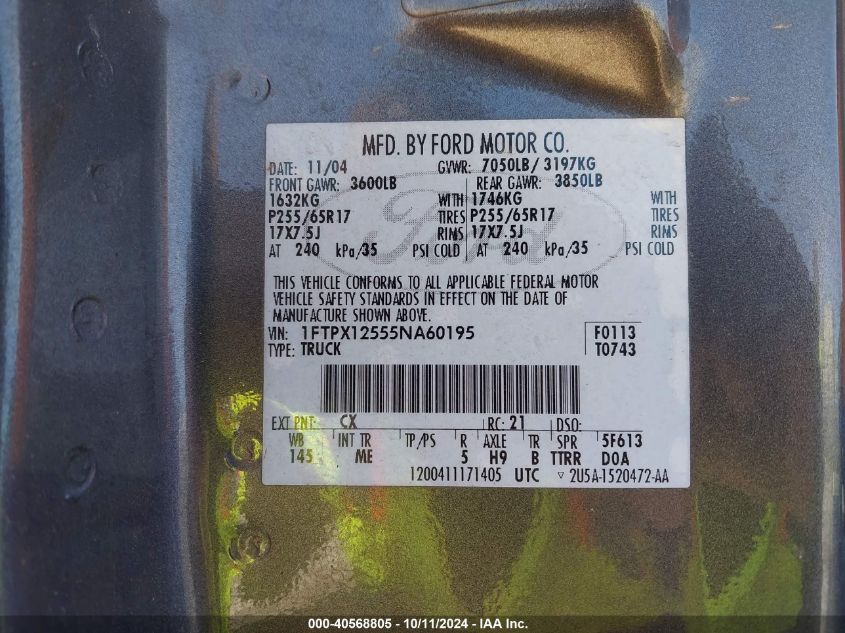 MFD. BY FORD MOTOR CO.
DATE: 11/04 GVWR: 7050LB/ 3197KG
FRONT GAWR: 3600LB REAR GAWR: 3850LB
1632KG WITH 1746KG WITH
P255/65R17 TIRES P255/65R17 TIRES
17X7.5J RIMS 17X7.5J RIMS
AT 240 kPa/35 PSI COLD AT 240 kPa/35 PSI COLD
Ford
THIS VEHICLE CONFORMS TO ALL APPLICABLE FEDERAL MOTOR
VEHICLE SAFETY STANDARDS IN EFFECT ON THE DATE OF
MANUFACTURE SHOWN ABOVE.
VIN: 1FTPX12555NA60195 F0113
TYPE: TRUCK T0743
EXT PNT: CX RC: 21 DSO:
WB INT TR TP/PS R AXLE TR SPR 5F613
145 ME 5 H9 B TTRR DOA
1200411171405 UTC ▽ 2U5A-1520472-AA
000-40568805 - 10/11/2024 - IAA Inc.